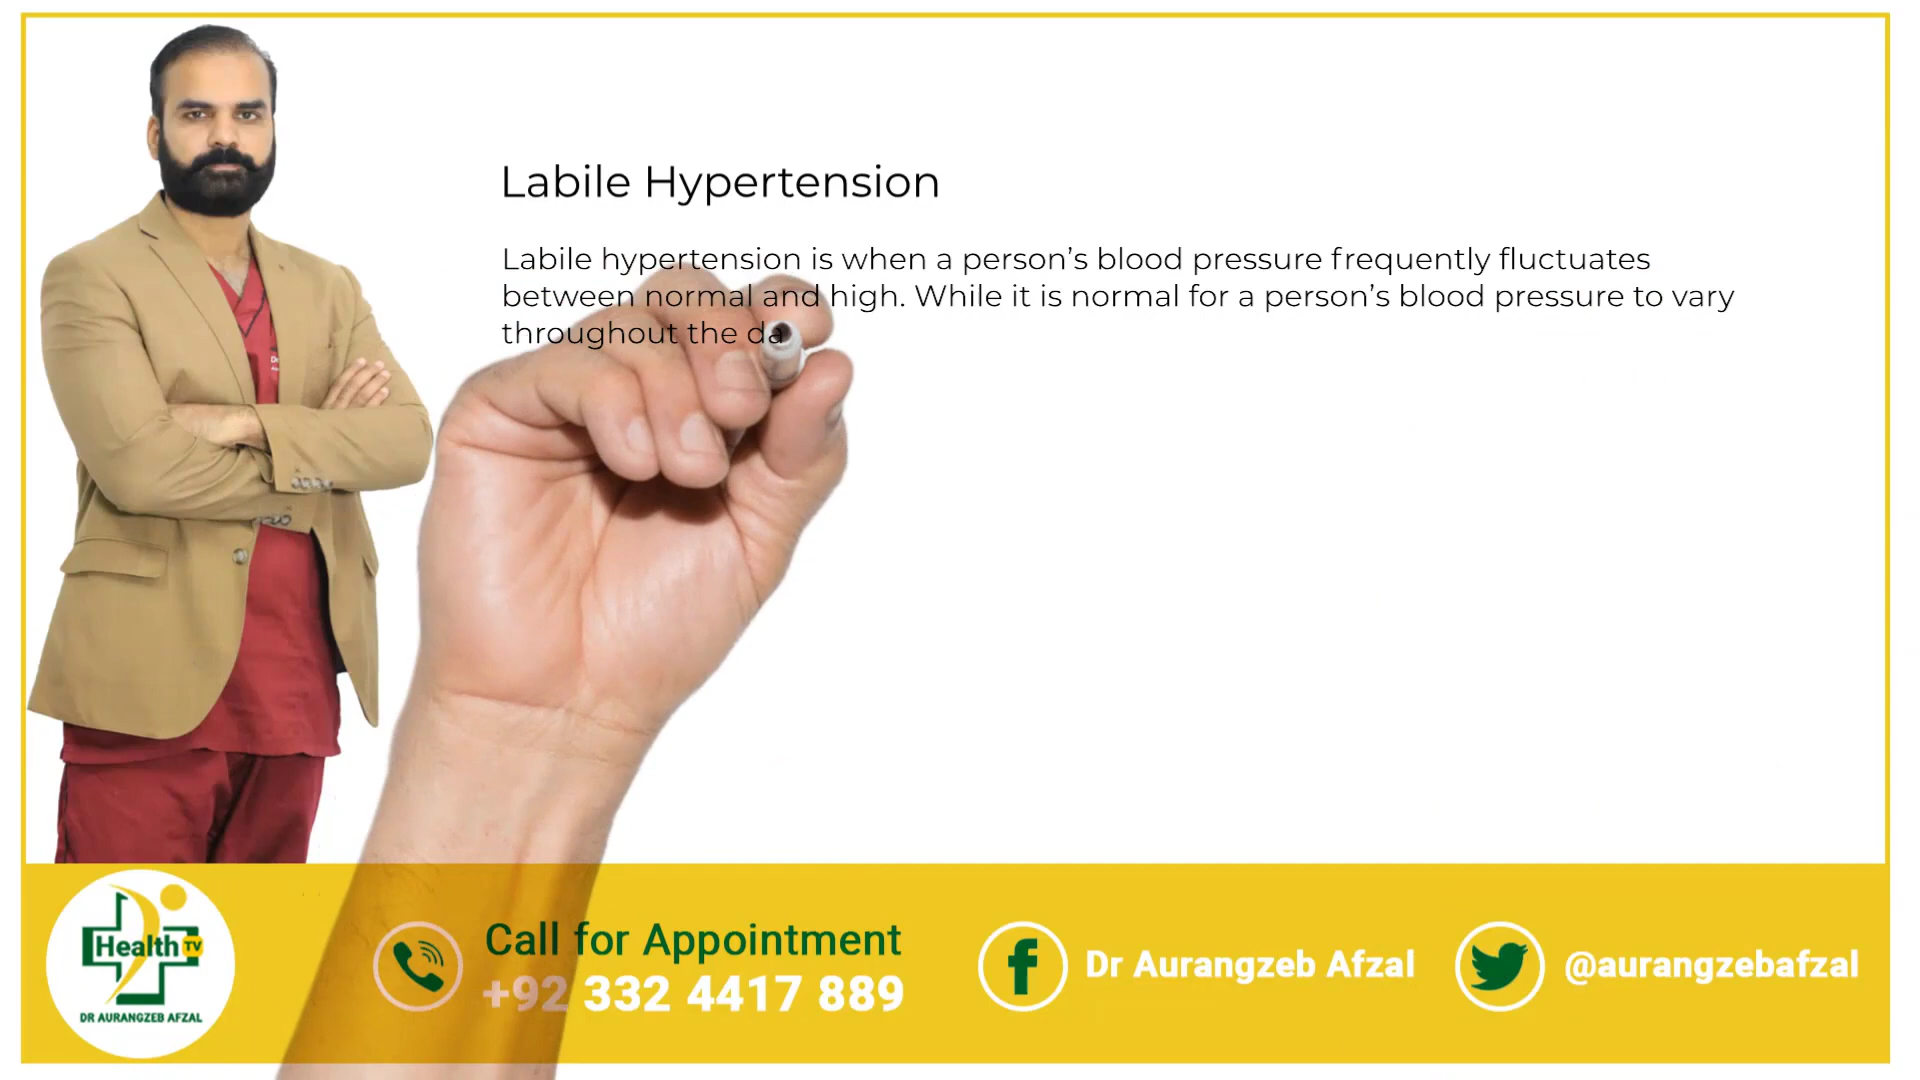 Labile Hypertension
Labile hypertension is when a person’s blood pressure frequently fluctuates
between normal and high. While it is normal for a person’s blood pressure to vary
throughout the da
Health TV
DR AURANGZEB AFZAL
Call for Appointment
+92 332 4417 889
Dr Aurangzeb Afzal
@aurangzebafzal